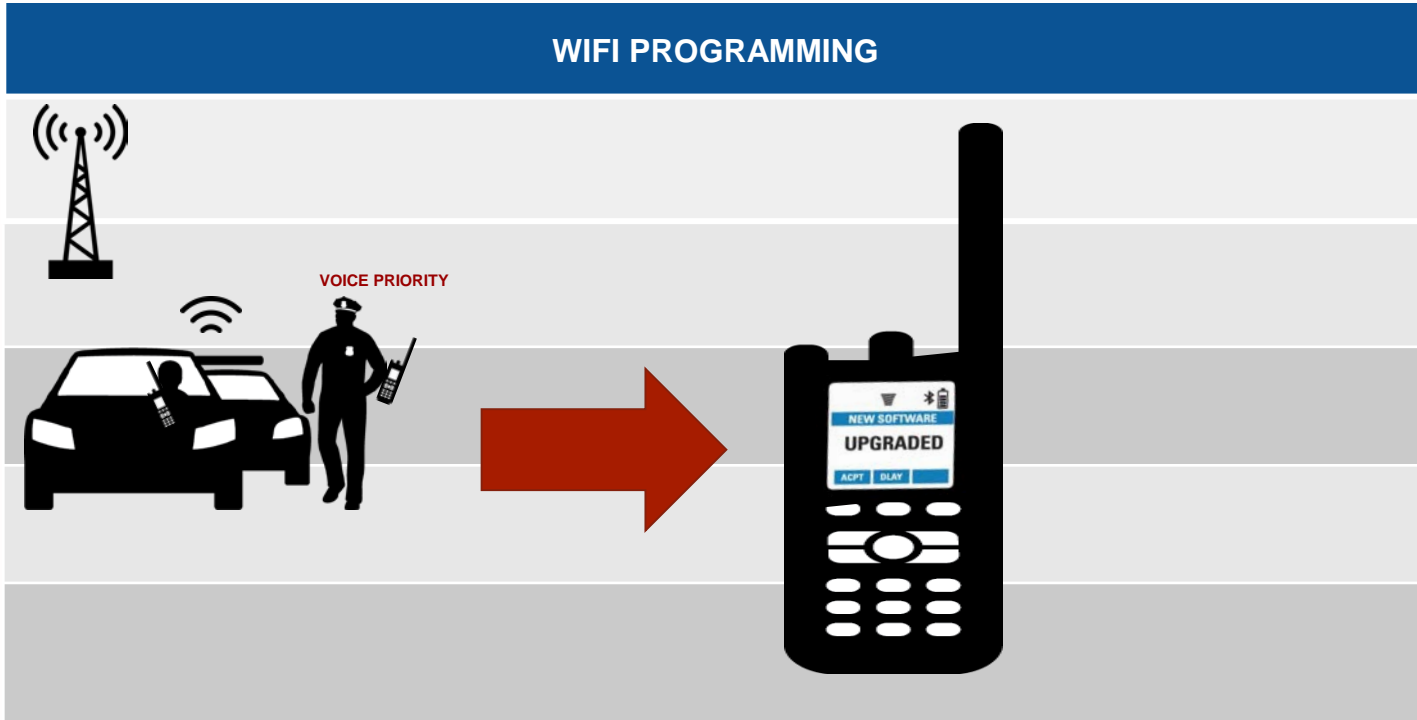 WIFI PROGRAMMING
VOICE PRIORITY
NEW SOFTWARE
UPGRADED
ACPT DLAY